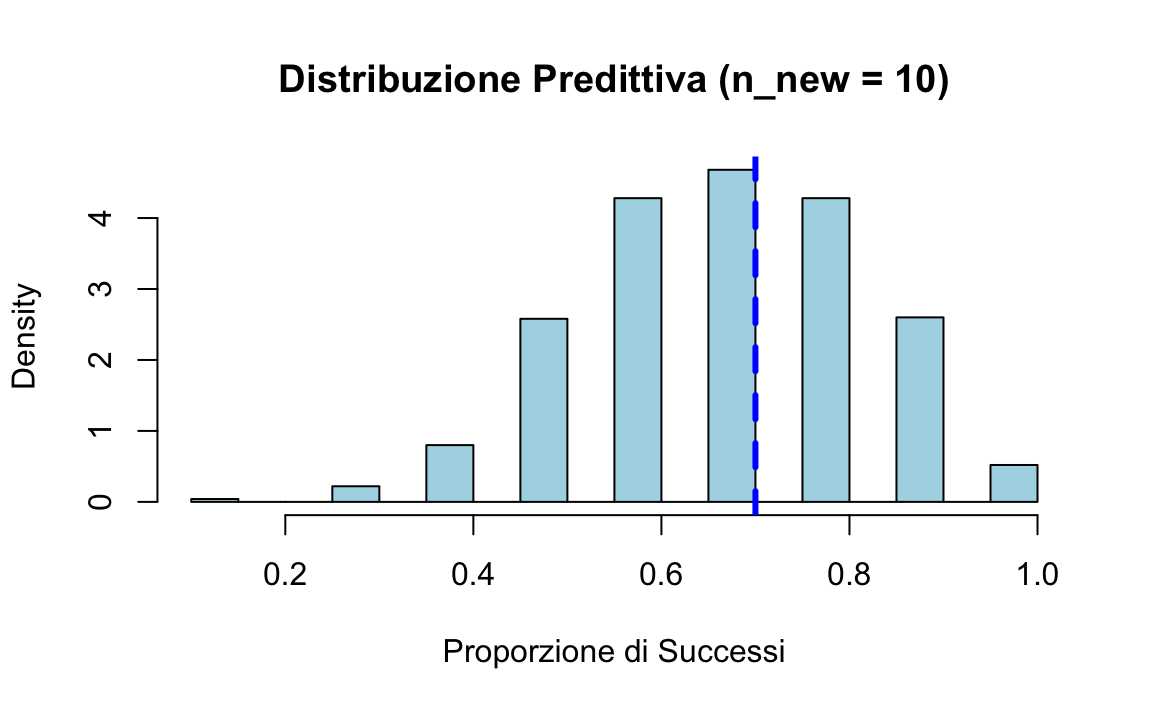 Distribuzione Predittiva (n_new = 10)
Density
4
3
2
1
0
0.2 0.4 0.6 0.8 1.0
Proporzione di Successi